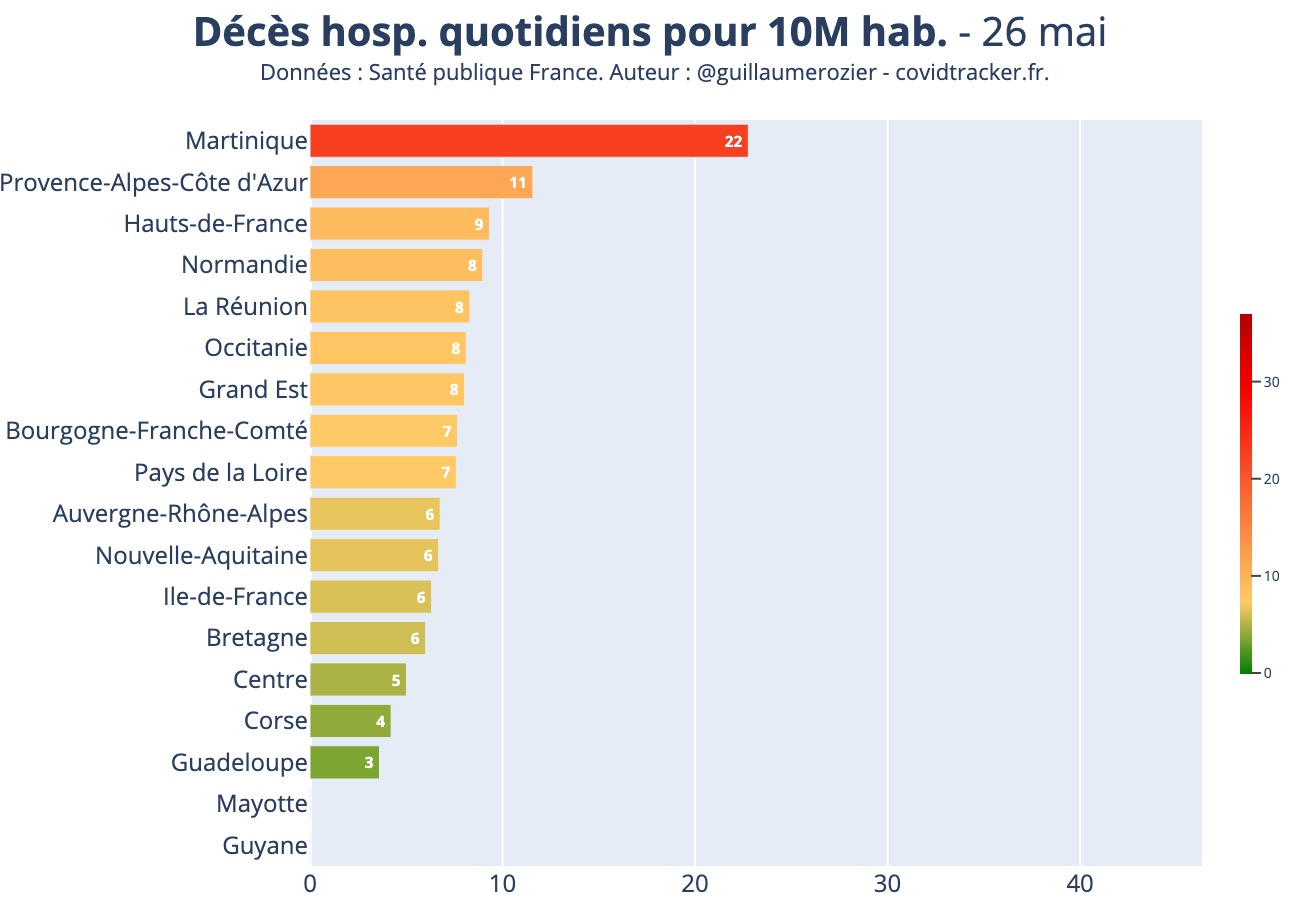 Décès hosp. quotidiens pour 10M hab. - 26 mai
Données : Santé publique France. Auteur : @guillaumerozier - covidtracker.fr.
Martinique 22
Provence-Alpes-Côte d'Azur 11
Hauts-de-France 9
Normandie 8
La Réunion 8
Occitanie 8
Grand Est 8
Bourgogne-Franche-Comté 7
Pays de la Loire 7
Auvergne-Rhône-Alpes 6
Nouvelle-Aquitaine 6
Ile-de-France 6
Bretagne 6
Centre 5
Corse 4
Guadeloupe 3
Mayotte
Guyane
0 10 20 30 40
30
20
10
0